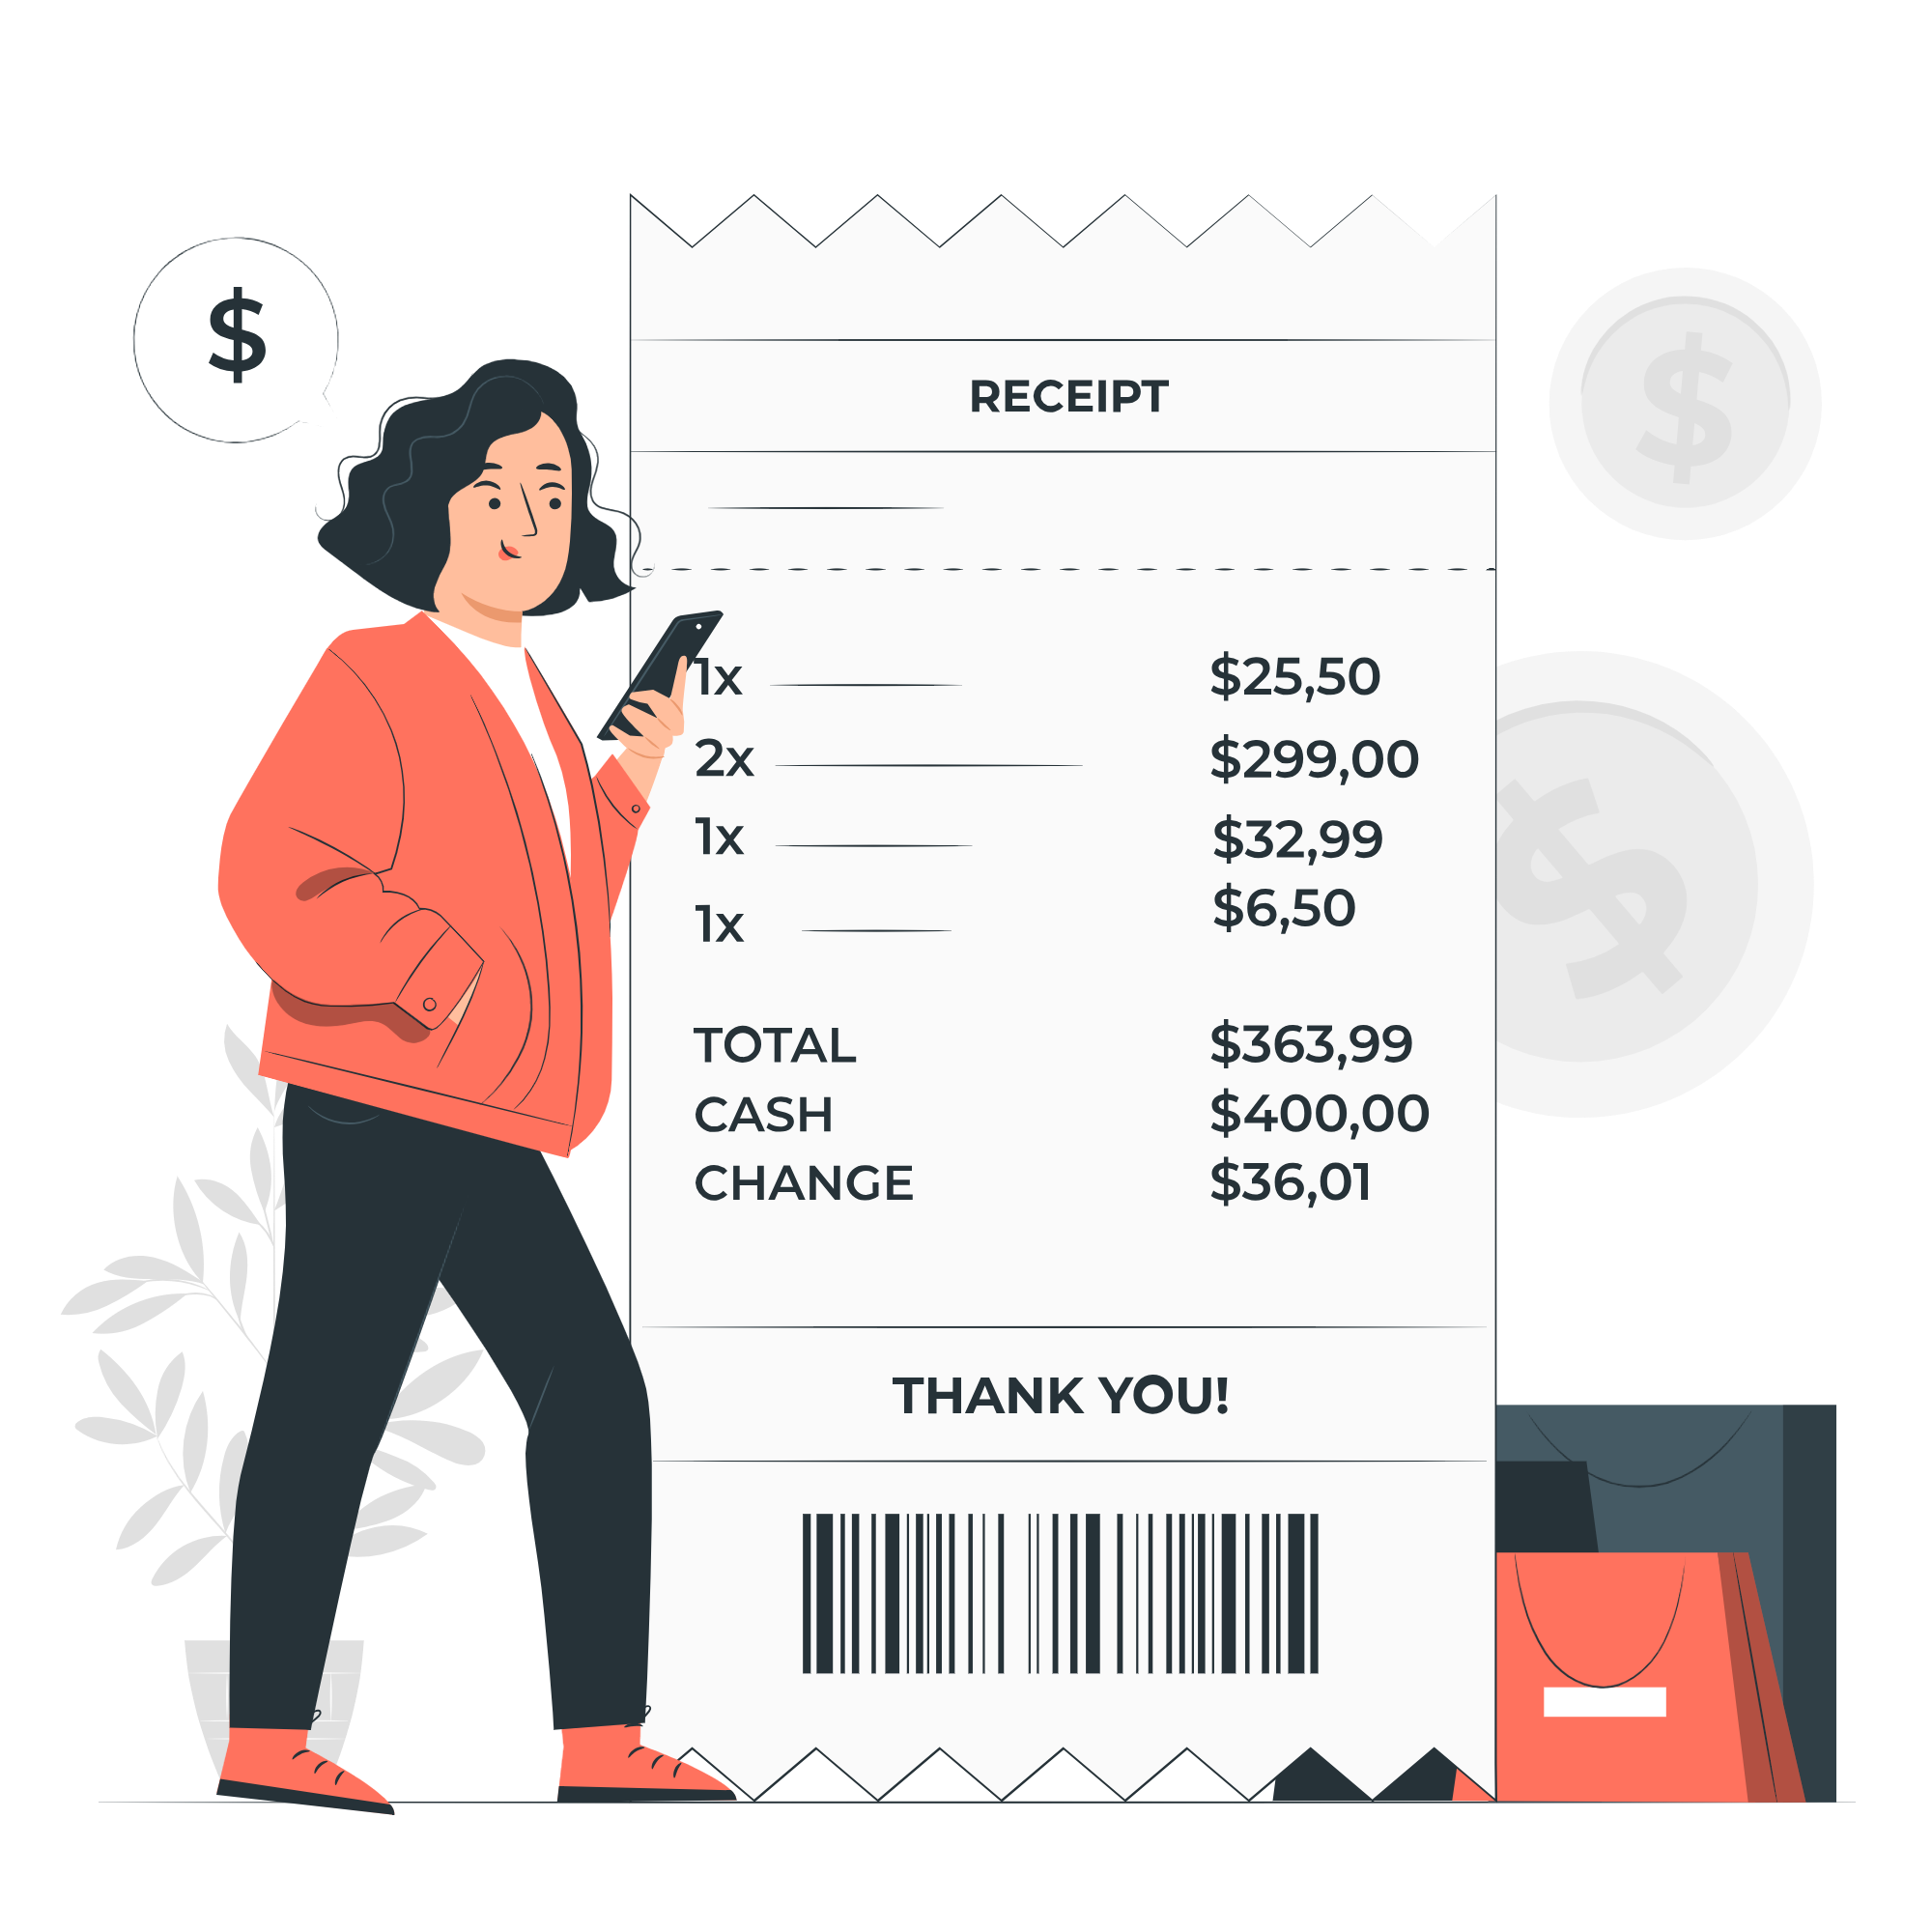 $
RECEIPT
1x $25,50
2x $299,00
1x $32,99
1x $6,50
TOTAL $363,99
CASH $400,00
CHANGE $36,01
THANK YOU!
$
$